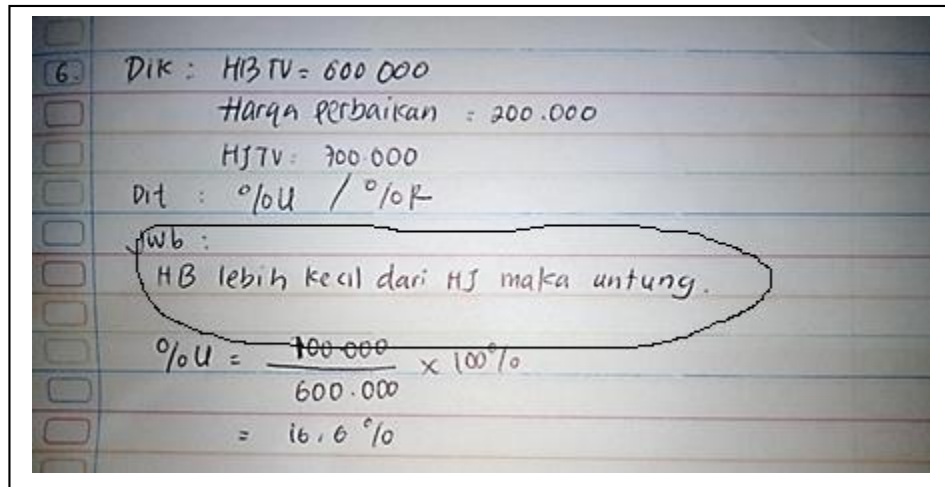 6. Dik : HB TV = 600 000
Harga perbaikan : 200.000
HJ TV : 700.000
Dit : %U / %R
Jwb :
HB lebih kecil dari HJ maka untung.
%U = 100.000 × 100%
600.000
= 16,6 %